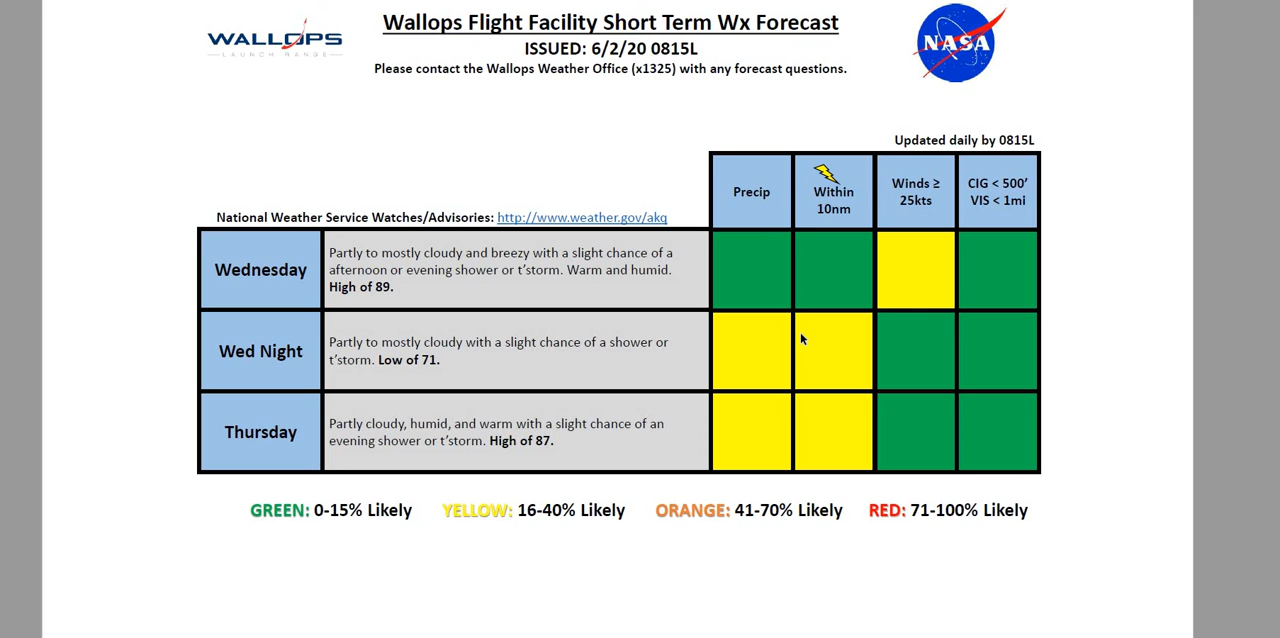 WALLOPS
LAUNCH RANGE
Wallops Flight Facility Short Term Wx Forecast
ISSUED: 6/2/20 0815L
Please contact the Wallops Weather Office (x1325) with any forecast questions.
NASA
Updated daily by 0815L
National Weather Service Watches/Advisories: http://www.weather.gov/akq
Precip
Within
10nm
Winds ≥
25kts
CIG < 500’
VIS < 1mi
Wednesday
Partly to mostly cloudy and breezy with a slight chance of a
afternoon or evening shower or t’storm. Warm and humid.
High of 89.
Wed Night
Partly to mostly cloudy with a slight chance of a shower or
t’storm. Low of 71.
Thursday
Partly cloudy, humid, and warm with a slight chance of an
evening shower or t’storm. High of 87.
GREEN: 0-15% Likely YELLOW: 16-40% Likely ORANGE: 41-70% Likely RED: 71-100% Likely